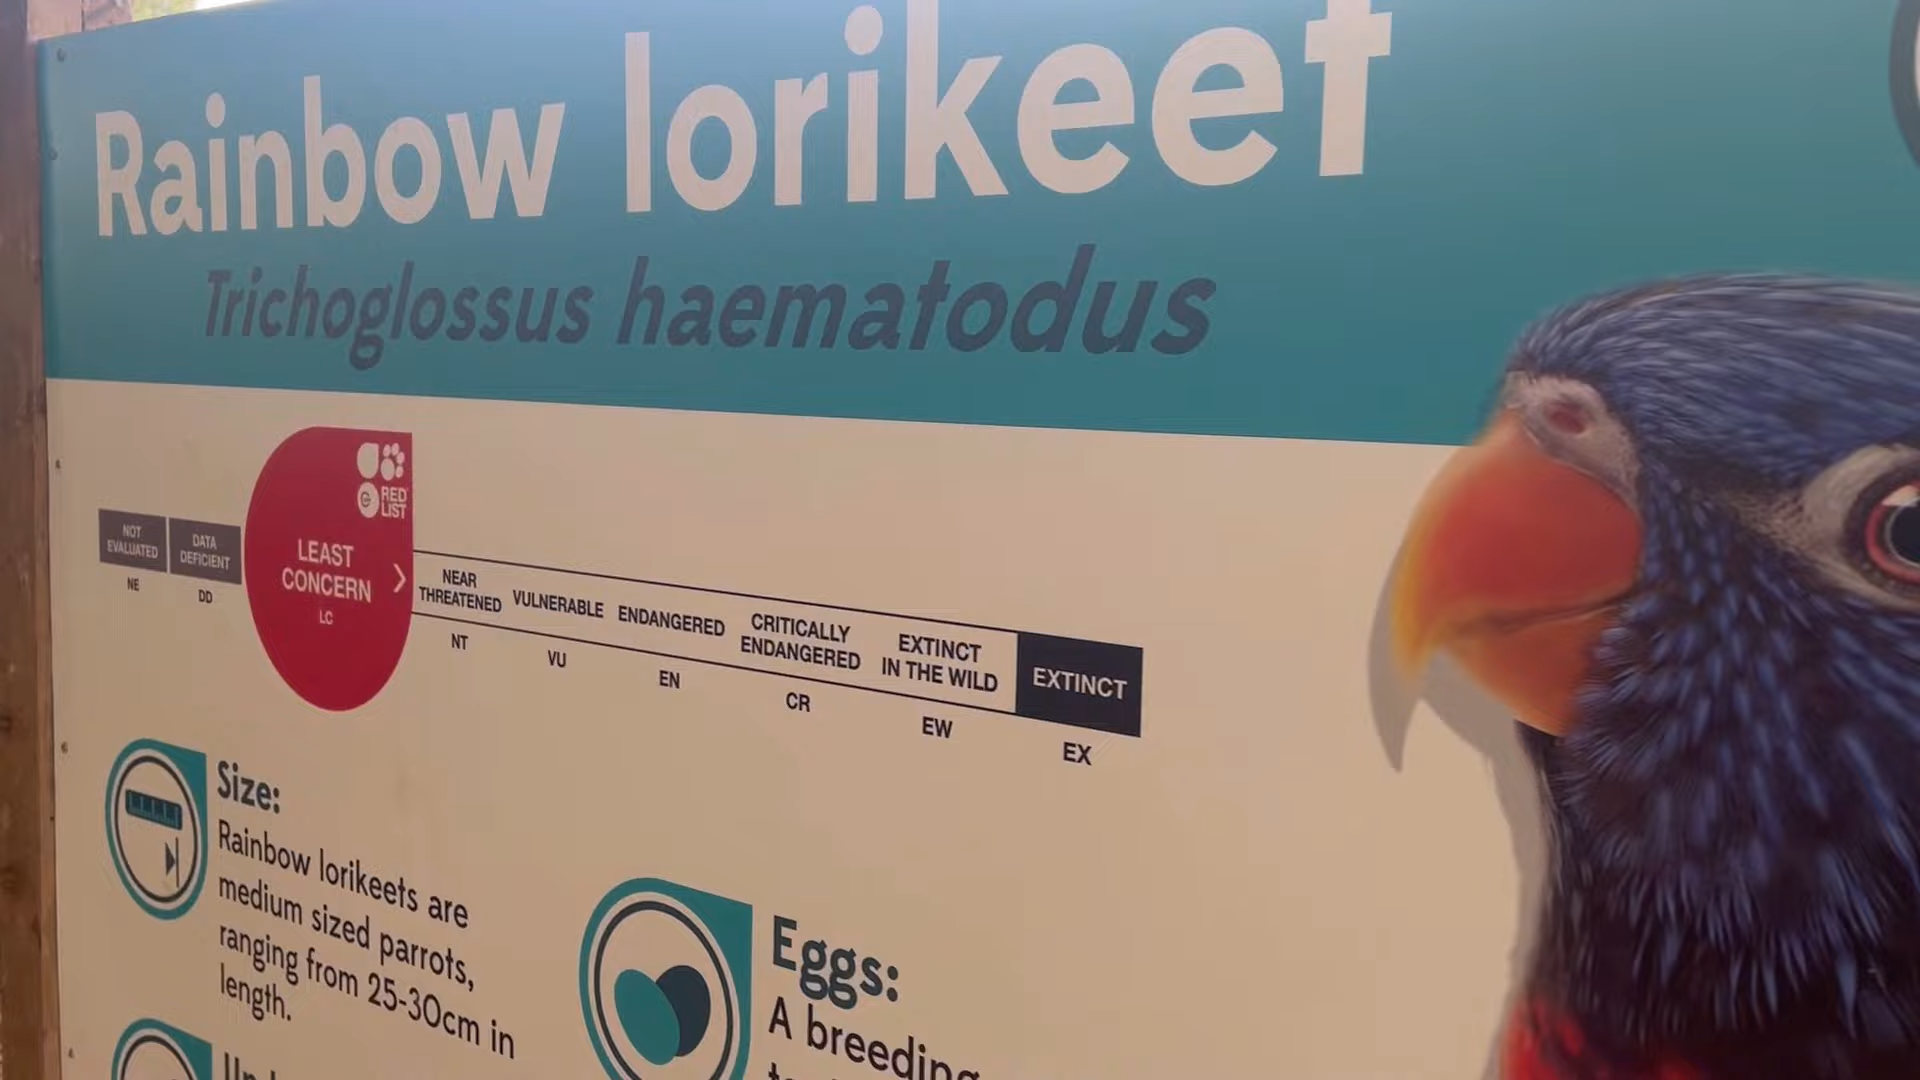 Rainbow lorikeet
Trichoglossus haematodus
RED
LIST
NOT
EVALUATED
NE
DATA
DEFICIENT
DD
LEAST
CONCERN
LC
NEAR
THREATENED
NT
VULNERABLE
VU
ENDANGERED
EN
CRITICALLY
ENDANGERED
CR
EXTINCT
IN THE WILD
EW
EXTINCT
EX
Size:
Rainbow lorikeets are
medium sized parrots,
ranging from 25-30cm in
length.
Eggs:
A breeding